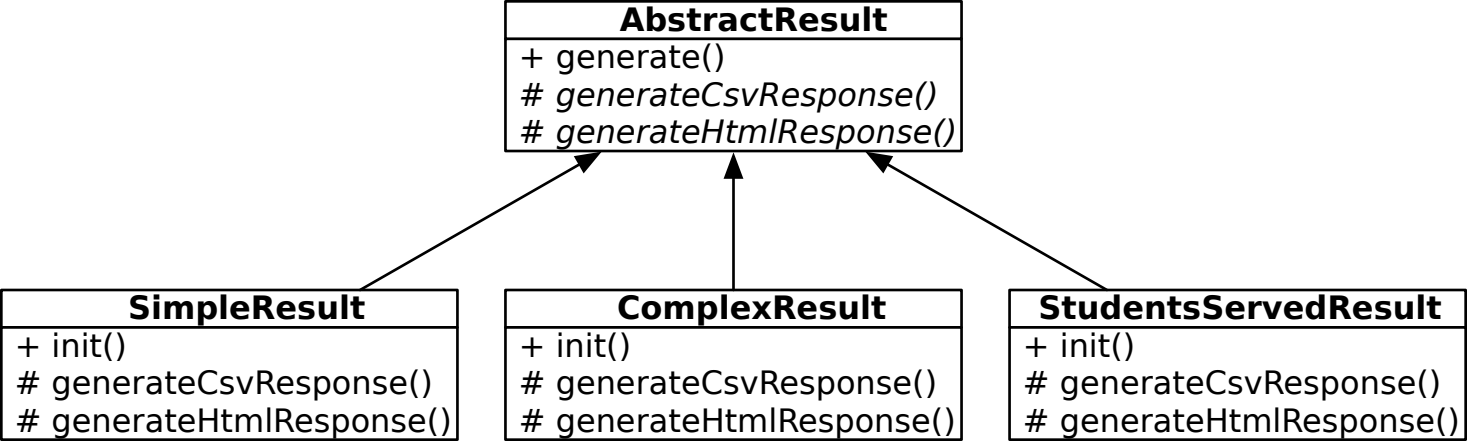 AbstractResult
+ generate()
# generateCsvResponse()
# generateHtmlResponse()
SimpleResult
+ init()
# generateCsvResponse()
# generateHtmlResponse()
ComplexResult
+ init()
# generateCsvResponse()
# generateHtmlResponse()
StudentsServedResult
+ init()
# generateCsvResponse()
# generateHtmlResponse()